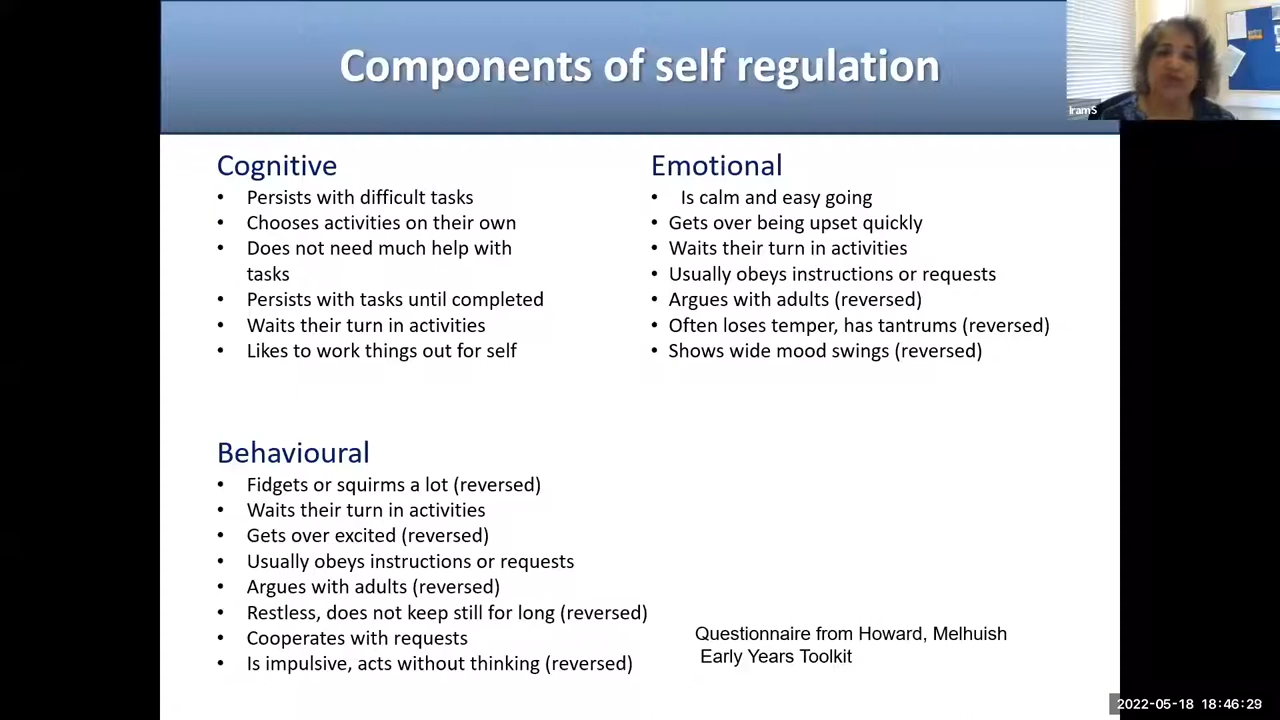 Components of self regulation
IramS
Cognitive
• Persists with difficult tasks
• Chooses activities on their own
• Does not need much help with
tasks
• Persists with tasks until completed
• Waits their turn in activities
• Likes to work things out for self
Emotional
• Is calm and easy going
• Gets over being upset quickly
• Waits their turn in activities
• Usually obeys instructions or requests
• Argues with adults (reversed)
• Often loses temper, has tantrums (reversed)
• Shows wide mood swings (reversed)
Behavioural
• Fidgets or squirms a lot (reversed)
• Waits their turn in activities
• Gets over excited (reversed)
• Usually obeys instructions or requests
• Argues with adults (reversed)
• Restless, does not keep still for long (reversed)
• Cooperates with requests
• Is impulsive, acts without thinking (reversed)
Questionnaire from Howard, Melhuish
Early Years Toolkit
2022-05-18 18:46:29